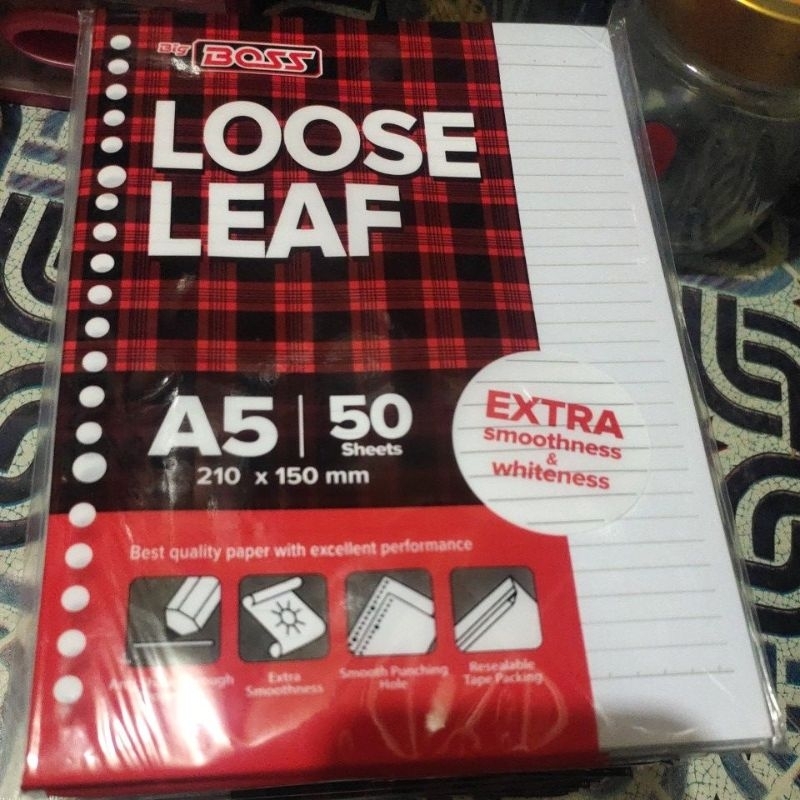 BIG BOSS
LOOSE
LEAF
A5 | 50
Sheets
210 x 150 mm
EXTRA
smoothness
&
whiteness
Best quality paper with excellent performance
Extra
Smoothness
Smooth Punching
Hole
Resealable
Tape Packing